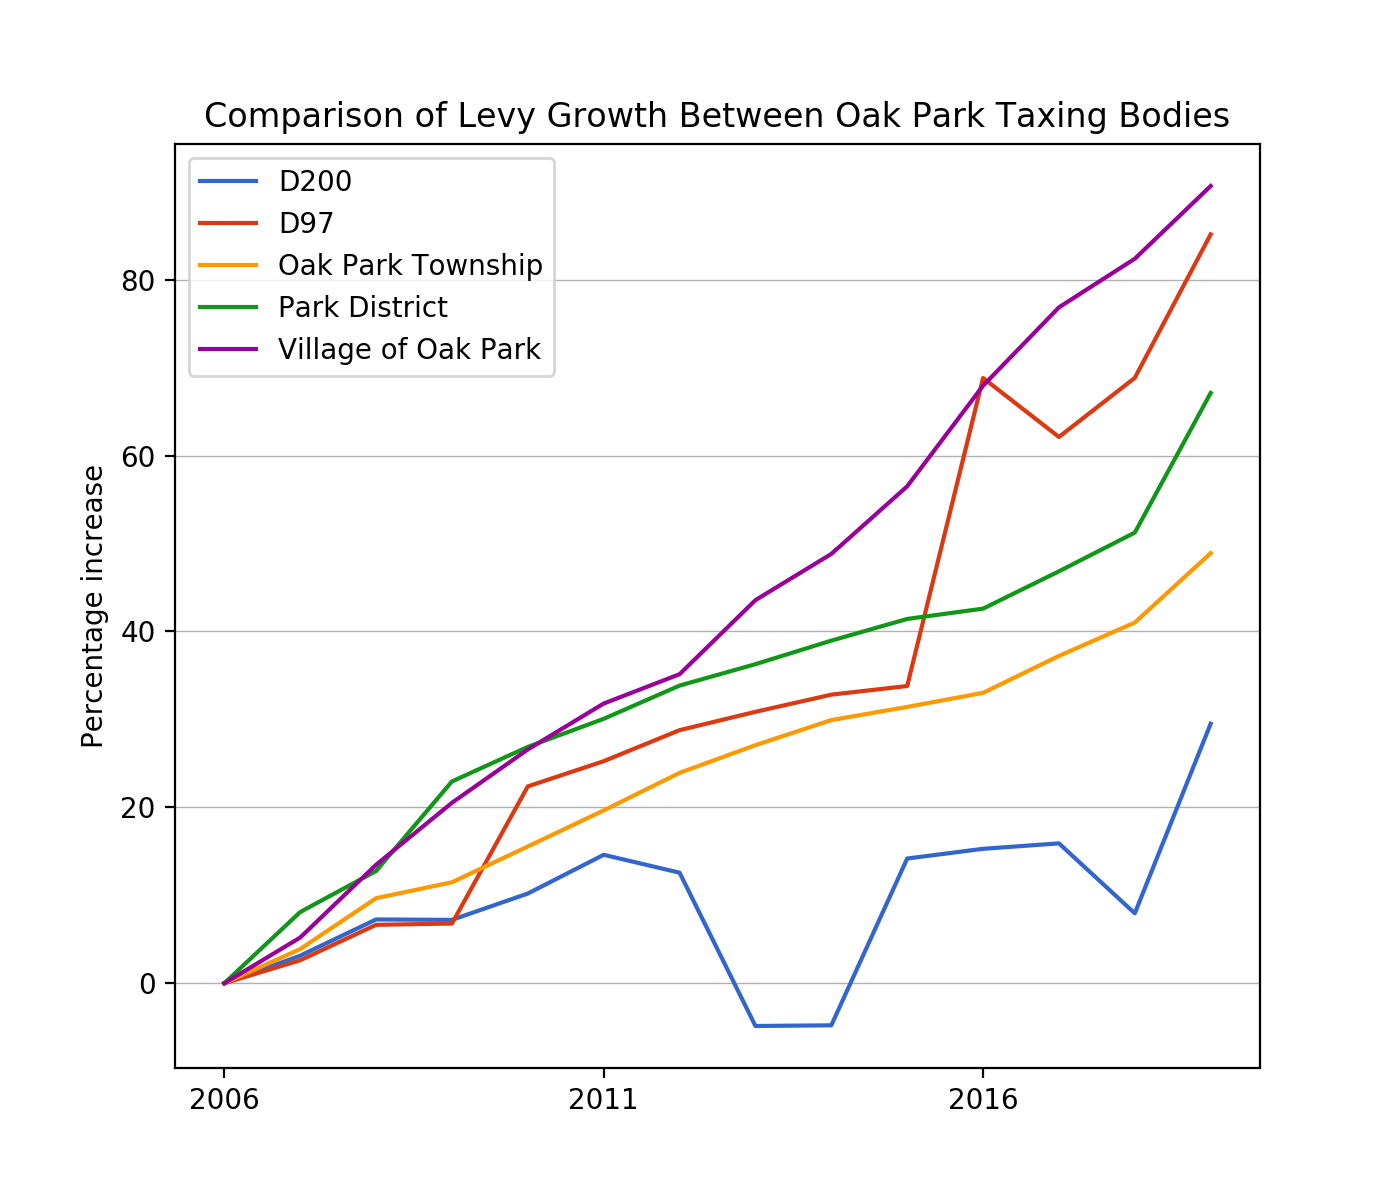 Comparison of Levy Growth Between Oak Park Taxing Bodies
D200
D97
Oak Park Township
Park District
Village of Oak Park
Percentage increase
80
60
40
20
0
2006 2011 2016